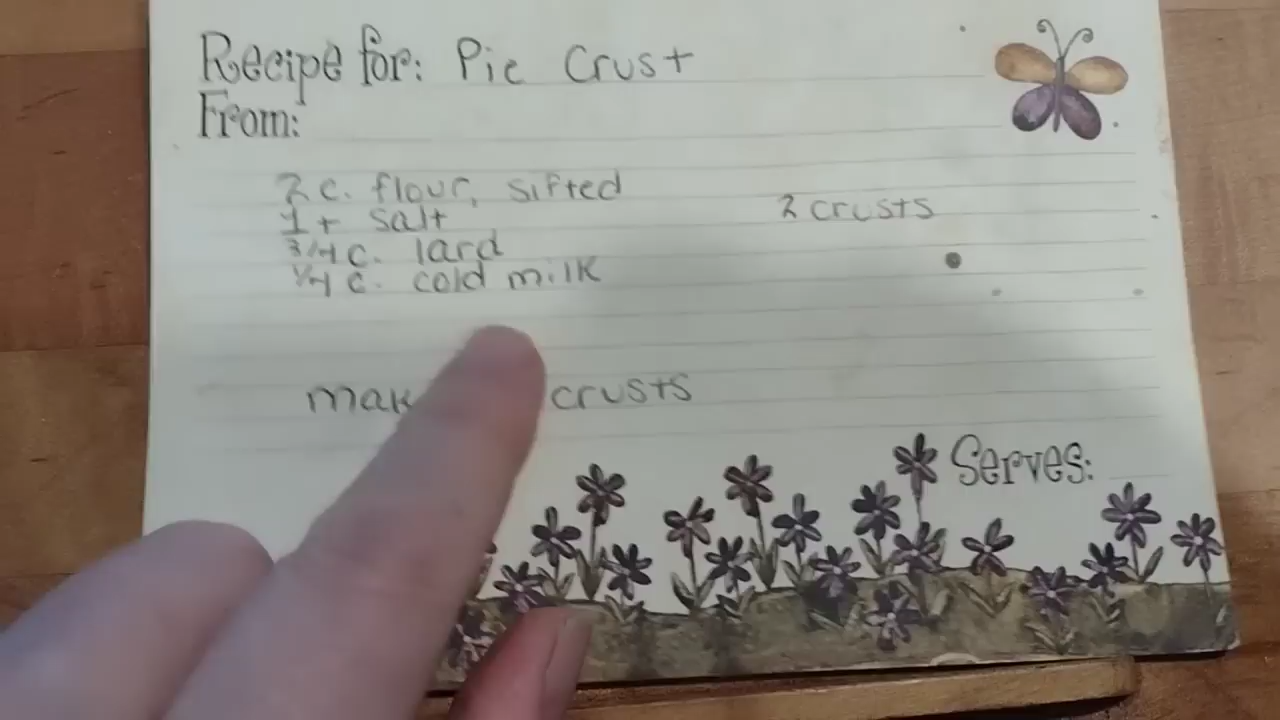 Recipe for: Pie Crust
From:
2 c. flour, sifted
1 t salt
3/4 c. lard
1/4 c. cold milk
2 crusts
crusts
Serves: